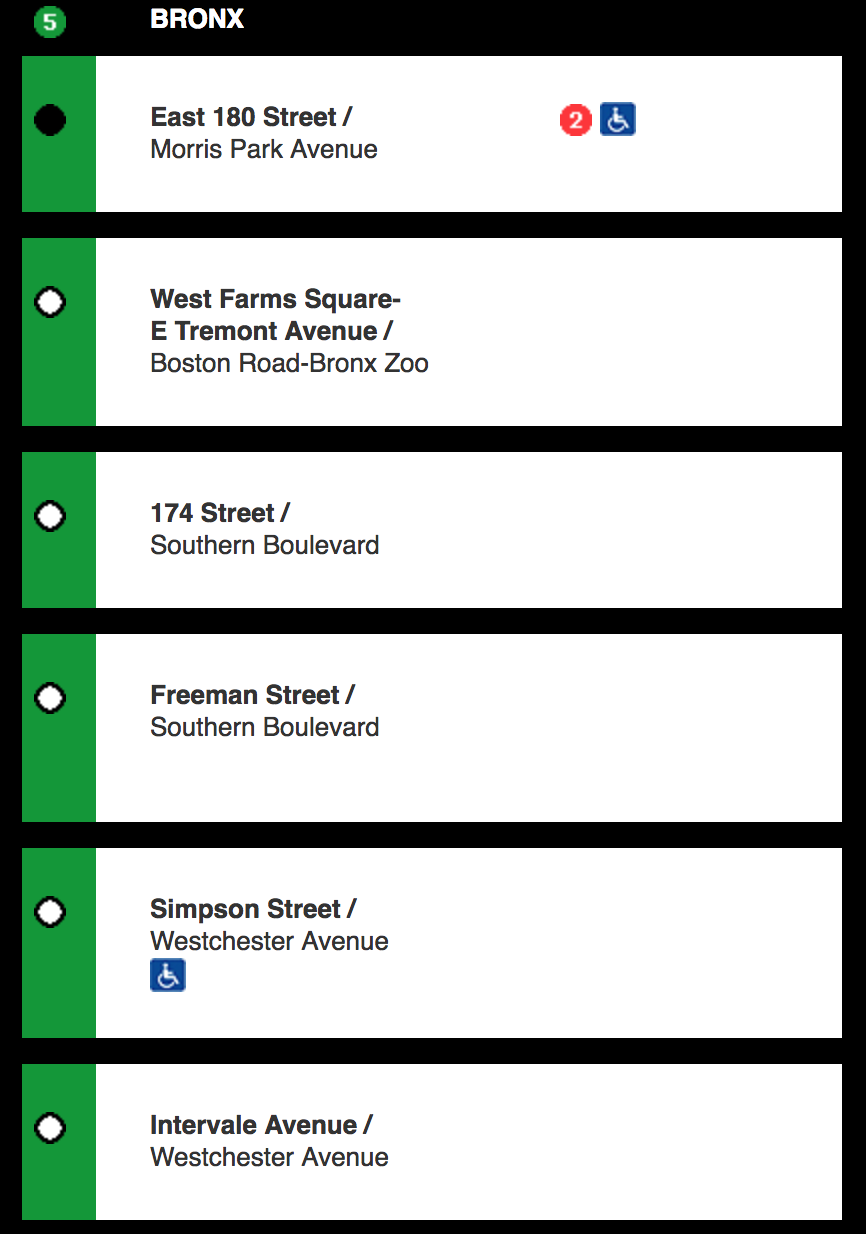 5 BRONX
East 180 Street / 2
Morris Park Avenue
West Farms Square-
E Tremont Avenue /
Boston Road-Bronx Zoo
174 Street /
Southern Boulevard
Freeman Street /
Southern Boulevard
Simpson Street /
Westchester Avenue
Intervale Avenue /
Westchester Avenue